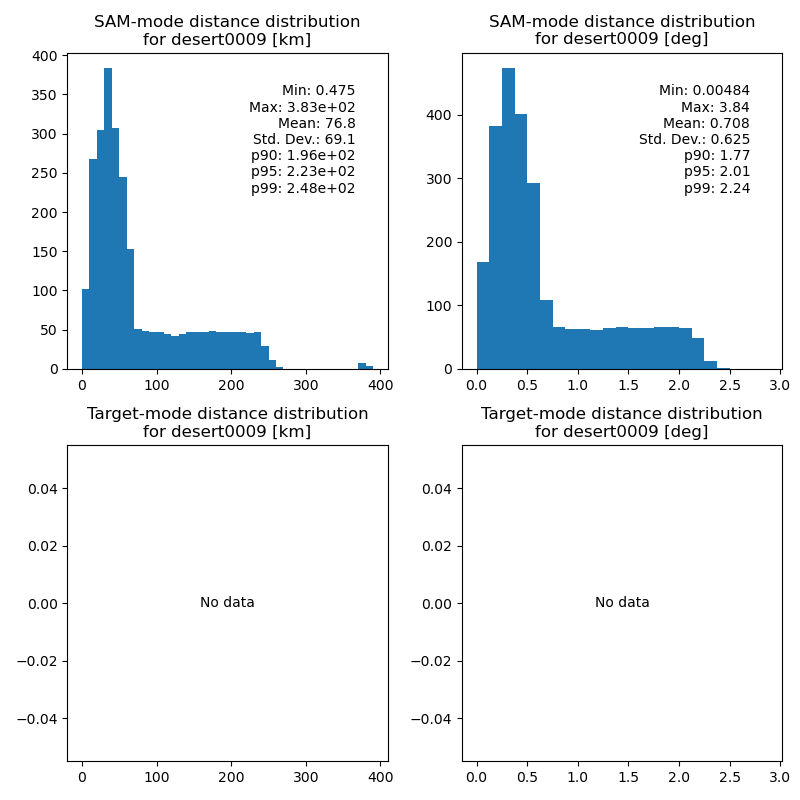 SAM-mode distance distribution
for desert0009 [km]
400
350
300
250
200
150
100
50
0
Min: 0.475
Max: 3.83e+02
Mean: 76.8
Std. Dev.: 69.1
p90: 1.96e+02
p95: 2.23e+02
p99: 2.48e+02
0 100 200 300 400
SAM-mode distance distribution
for desert0009 [deg]
400
300
200
100
0
Min: 0.00484
Max: 3.84
Mean: 0.708
Std. Dev.: 0.625
p90: 1.77
p95: 2.01
p99: 2.24
0.0 0.5 1.0 1.5 2.0 2.5 3.0
Target-mode distance distribution
for desert0009 [km]
0.04
0.02
0.00
−0.02
−0.04
No data
0 100 200 300 400
Target-mode distance distribution
for desert0009 [deg]
0.04
0.02
0.00
−0.02
−0.04
No data
0.0 0.5 1.0 1.5 2.0 2.5 3.0